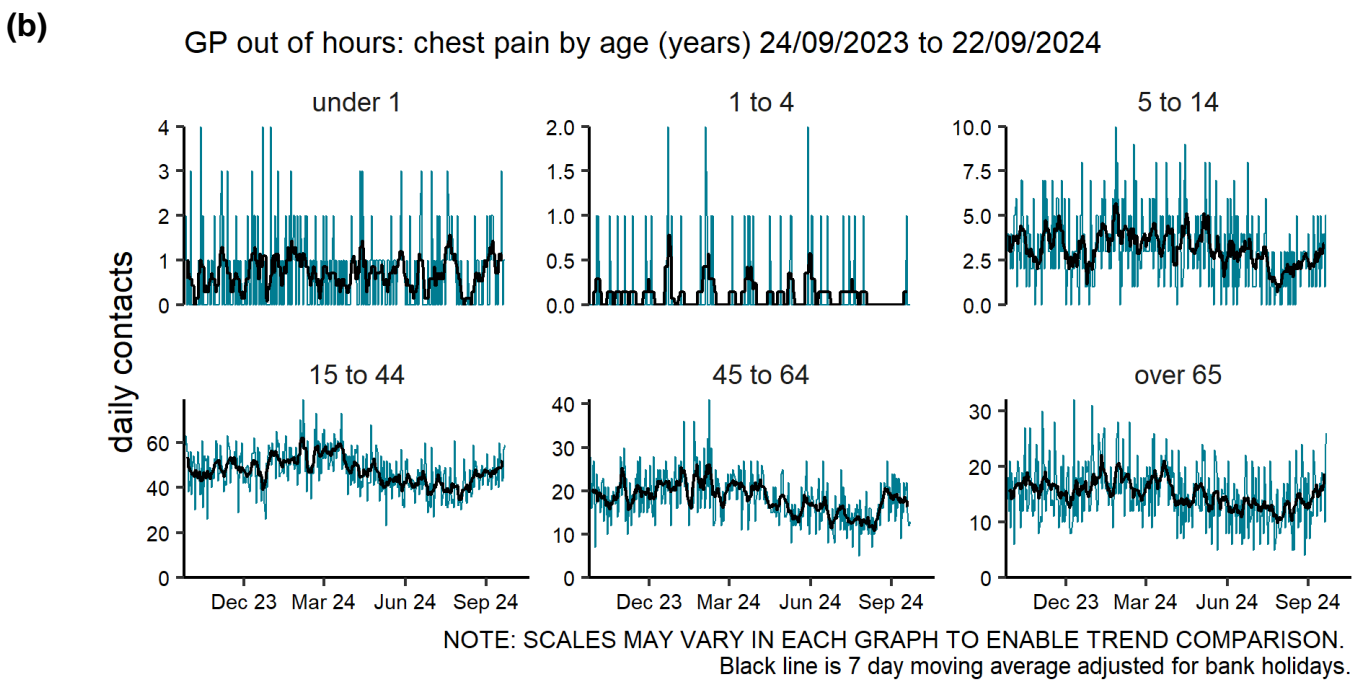 (b)
GP out of hours: chest pain by age (years) 24/09/2023 to 22/09/2024
daily contacts
under 1
4
3
2
1
0
1 to 4
2.0
1.5
1.0
0.5
0.0
5 to 14
10.0
7.5
5.0
2.5
0.0
15 to 44
60
40
20
0
Dec 23 Mar 24 Jun 24 Sep 24
45 to 64
40
30
20
10
0
Dec 23 Mar 24 Jun 24 Sep 24
over 65
30
20
10
0
Dec 23 Mar 24 Jun 24 Sep 24
NOTE: SCALES MAY VARY IN EACH GRAPH TO ENABLE TREND COMPARISON.
Black line is 7 day moving average adjusted for bank holidays.